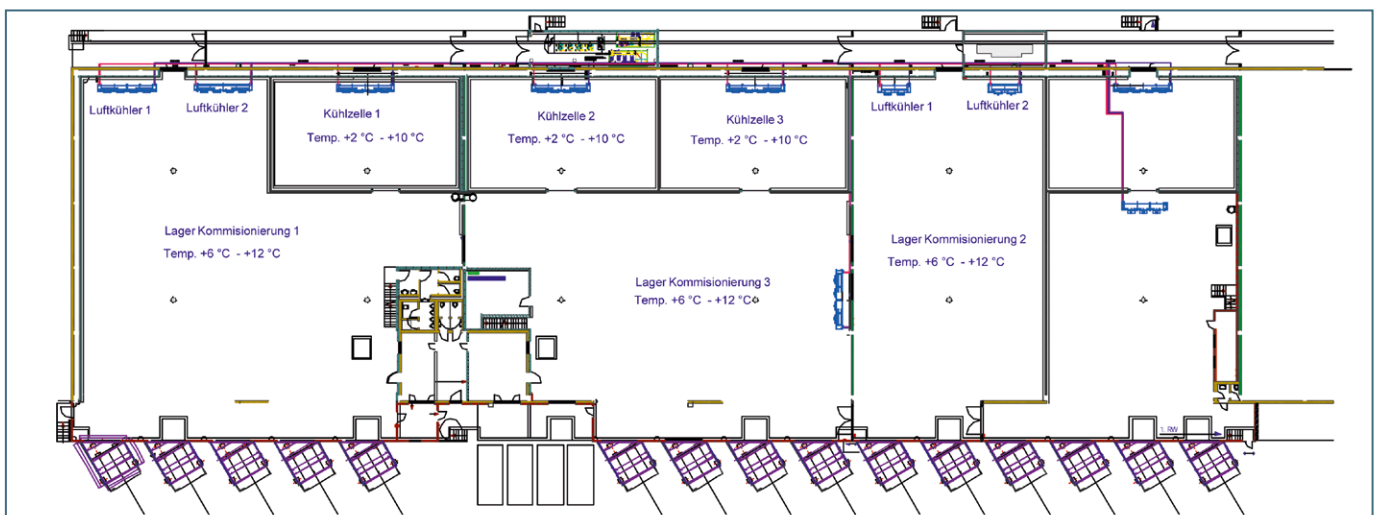 Luftkühler 1
Luftkühler 2
Kühlzelle 1
Temp. +2 °C - +10 °C
Kühlzelle 2
Temp. +2 °C - +10 °C
Kühlzelle 3
Temp. +2 °C - +10 °C
Luftkühler 1
Luftkühler 2
Lager Kommisionierung 1
Temp. +6 °C - +12 °C
Lager Kommisionierung 3
Temp. +6 °C - +12 °C
Lager Kommisionierung 2
Temp. +6 °C - +12 °C
1. RW